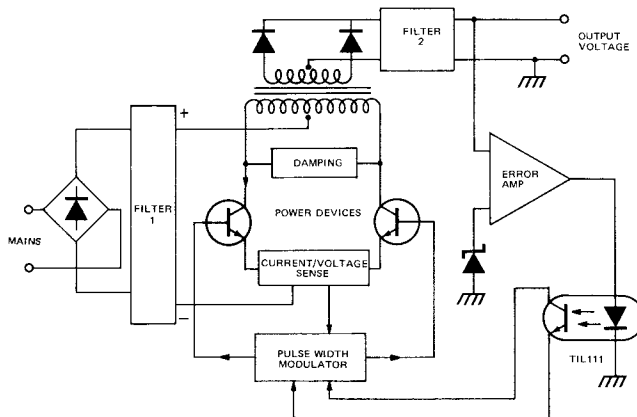 FILTER
2
OUTPUT
VOLTAGE
+
DAMPING
FILTER
1
ERROR
AMP
POWER DEVICES
MAINS
CURRENT/VOLTAGE
SENSE
−
PULSE WIDTH
MODULATOR
TIL111